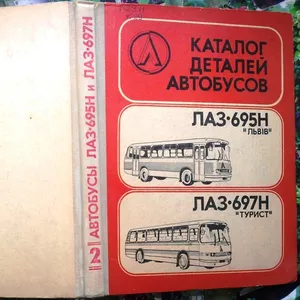 КАТАЛОГ
ДЕТАЛЕЙ
АВТОБУСОВ
ЛАЗ·695Н
"ЛЬВІВ"
ЛАЗ·697Н
"ТУРИСТ"
2 АВТОБУСЫ ЛАЗ·695Н и ЛАЗ·697Н